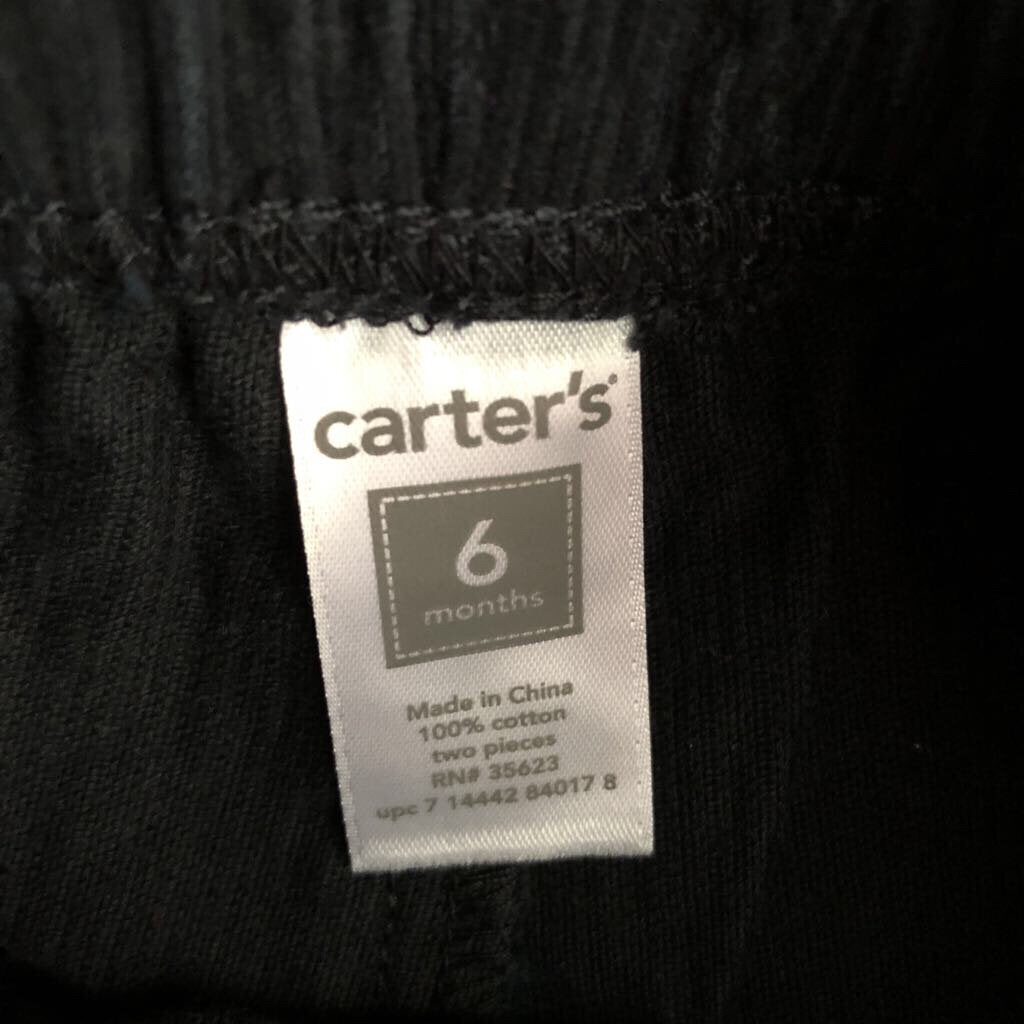 carter's®
6
months
Made in China
100% cotton
two pieces
RN# 35623
upc 7 14442 84017 8